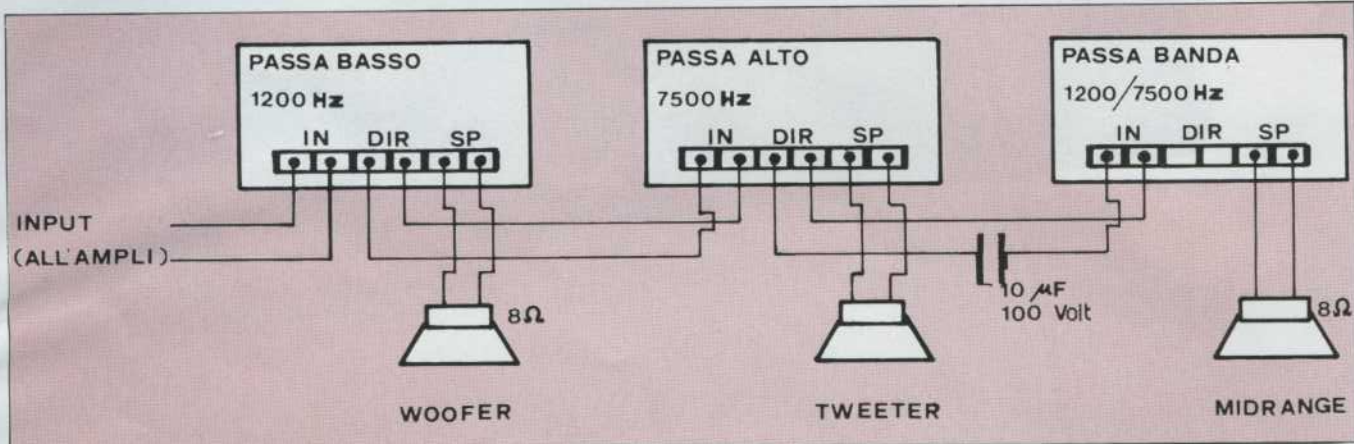 PASSA BASSO
1200 Hz
IN DIR SP
PASSA ALTO
7500 Hz
IN DIR SP
PASSA BANDA
1200/7500 Hz
IN DIR SP
INPUT
(ALL'AMPLI)
8Ω
10 µF
100 Volt
8Ω
WOOFER
TWEETER
MIDRANGE